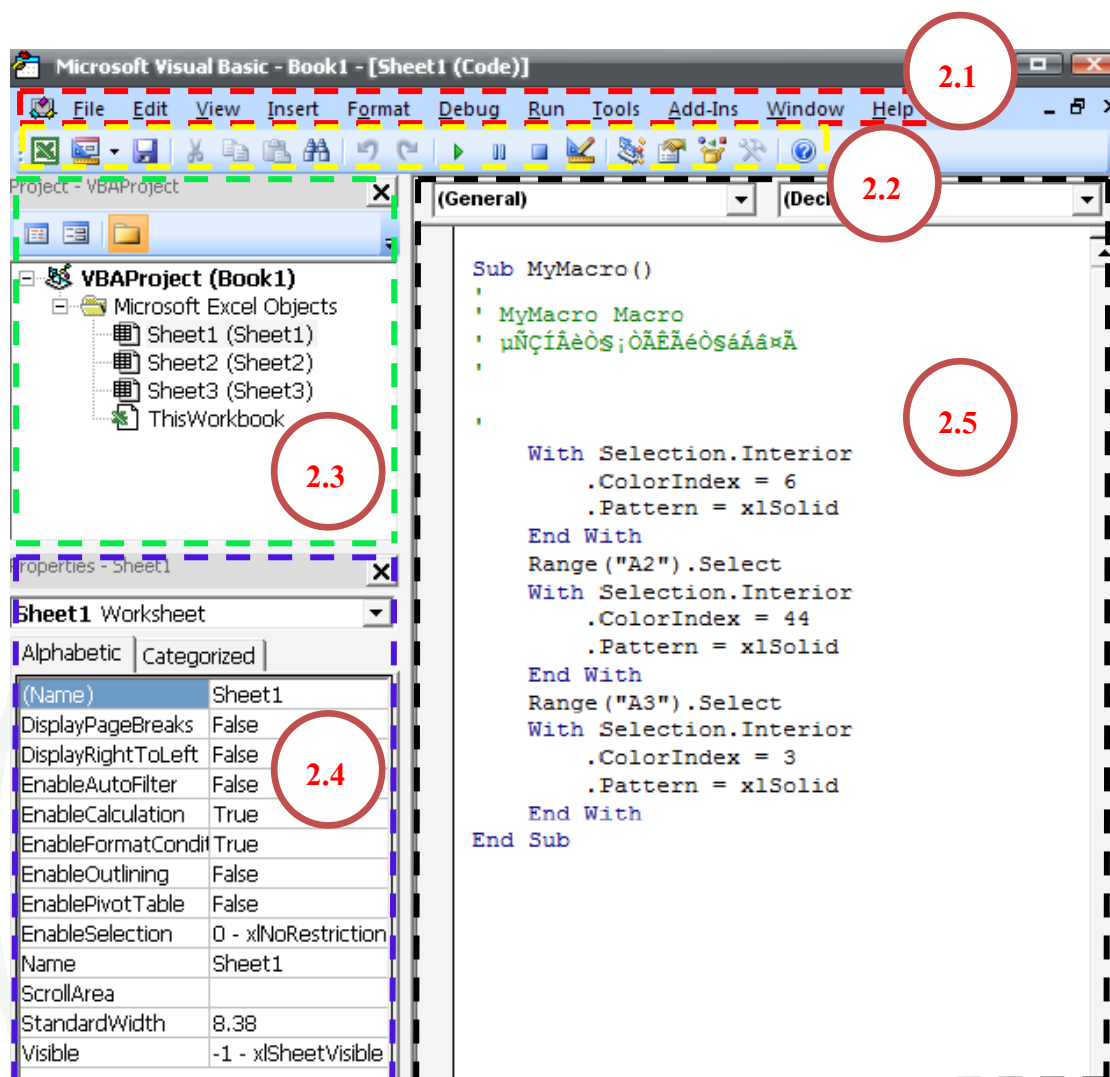 Microsoft Visual Basic - Book1 - [Sheet1 (Code)]
2.1
File Edit View Insert Format Debug Run Tools Add-Ins Window Help
2.2
Project - VBAProject
VBAProject (Book1)
Microsoft Excel Objects
Sheet1 (Sheet1)
Sheet2 (Sheet2)
Sheet3 (Sheet3)
ThisWorkbook
2.3
Properties - Sheet1
Sheet1 Worksheet
Alphabetic Categorized
(Name) Sheet1
DisplayPageBreaks False
DisplayRightToLeft False
EnableAutoFilter False
EnableCalculation True
EnableFormatCondit True
EnableOutlining False
EnablePivotTable False
EnableSelection 0 - xlNoRestriction
Name Sheet1
ScrollArea
StandardWidth 8.38
Visible -1 - xlSheetVisible
2.4
(General)
Sub MyMacro()
'
' MyMacro Macro
' µÑÇÍÂèÒ§¡ÒÃÊÃéÒ§áÁâ¤Ã
'
'
With Selection.Interior
.ColorIndex = 6
.Pattern = xlSolid
End With
Range("A2").Select
With Selection.Interior
.ColorIndex = 44
.Pattern = xlSolid
End With
Range("A3").Select
With Selection.Interior
.ColorIndex = 3
.Pattern = xlSolid
End With
End Sub
2.5